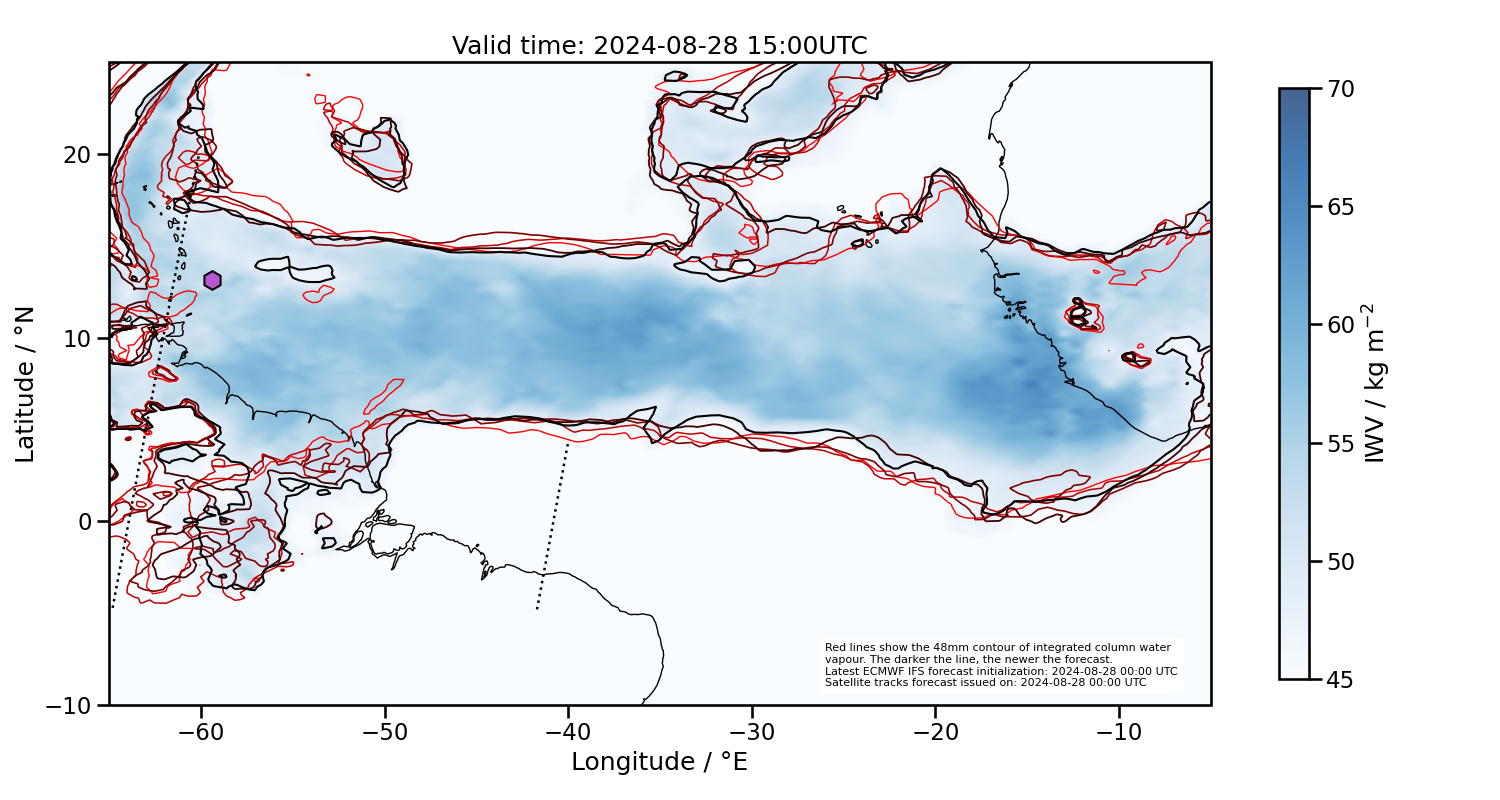 Valid time: 2024-08-28 15:00UTC
20
10
0
−10
Latitude / °N
−60
−50
−40
−30
−20
−10
Longitude / °E
Red lines show the 48mm contour of integrated column water
vapour. The darker the line, the newer the forecast.
Latest ECMWF IFS forecast initialization: 2024-08-28 00:00 UTC
Satellite tracks forecast issued on: 2024-08-28 00:00 UTC
70
65
60
55
50
45
IWV / kg m⁻²